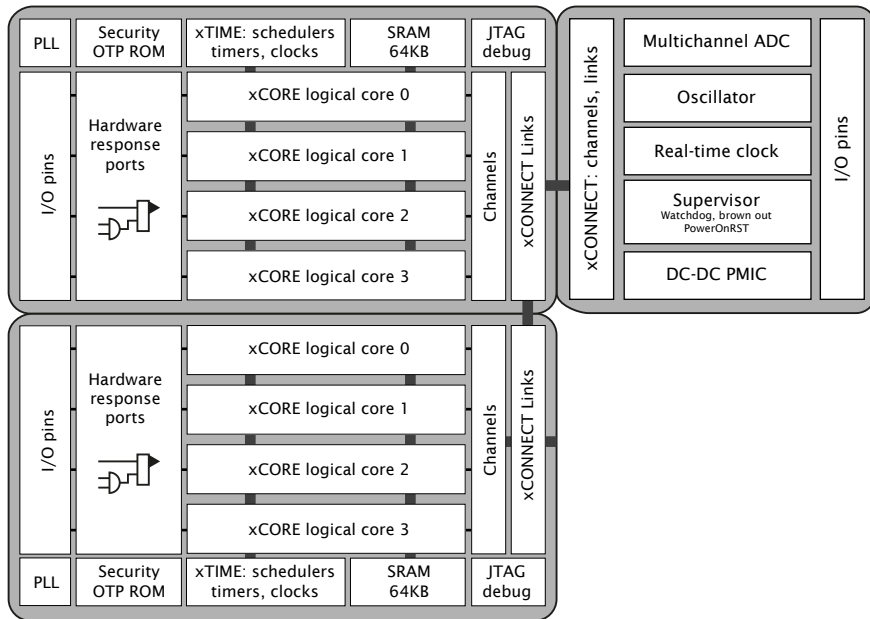 PLL
Security
OTP ROM
xTIME: schedulers
timers, clocks
SRAM
64KB
JTAG
debug
I/O pins
Hardware
response
ports
xCORE logical core 0
xCORE logical core 1
xCORE logical core 2
xCORE logical core 3
Channels
xCONNECT Links
xCONNECT: channels, links
Multichannel ADC
Oscillator
Real-time clock
Supervisor
Watchdog, brown out
PowerOnRST
DC-DC PMIC
I/O pins
I/O pins
Hardware
response
ports
xCORE logical core 0
xCORE logical core 1
xCORE logical core 2
xCORE logical core 3
Channels
xCONNECT Links
PLL
Security
OTP ROM
xTIME: schedulers
timers, clocks
SRAM
64KB
JTAG
debug